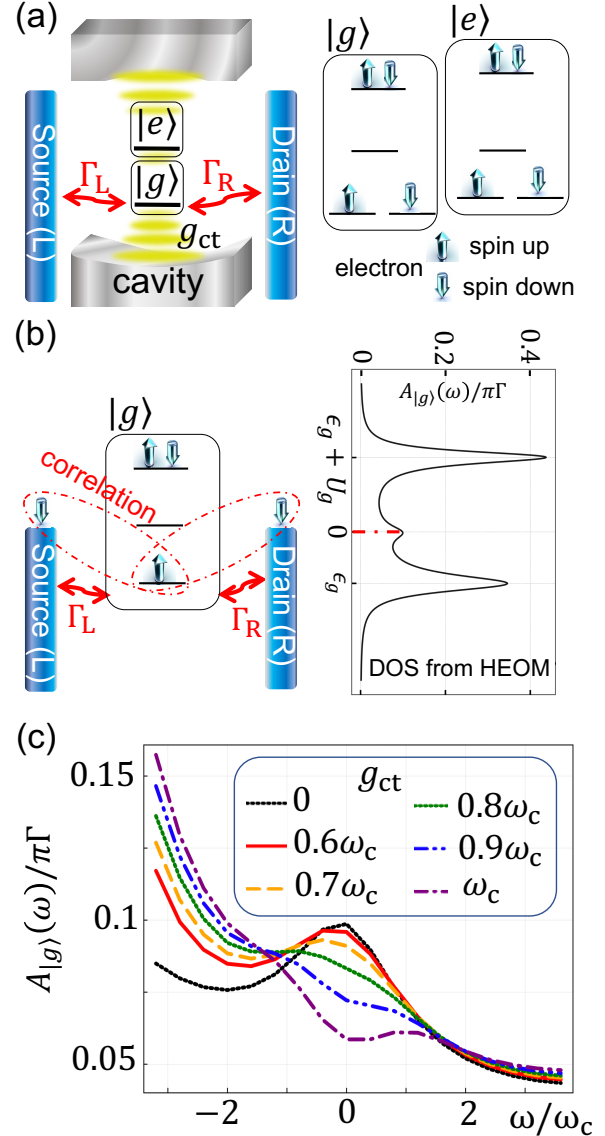 (a)
|g⟩
|e⟩
Source (L)
Drain (R)
|e⟩
|g⟩
Γ_L
Γ_R
g_ct
cavity
electron
spin up
spin down
(b)
|g⟩
correlation
Source (L)
Drain (R)
Γ_L
Γ_R
0
0.2
0.4
A_|g⟩(ω)/πΓ
ϵ_g + U_g
0
ϵ_g
DOS from HEOM
(c)
A_|g⟩(ω)/πΓ
0.15
0.1
0.05
g_ct
0
0.8ω_c
0.6ω_c
0.9ω_c
0.7ω_c
ω_c
−2
0
2
ω/ω_c